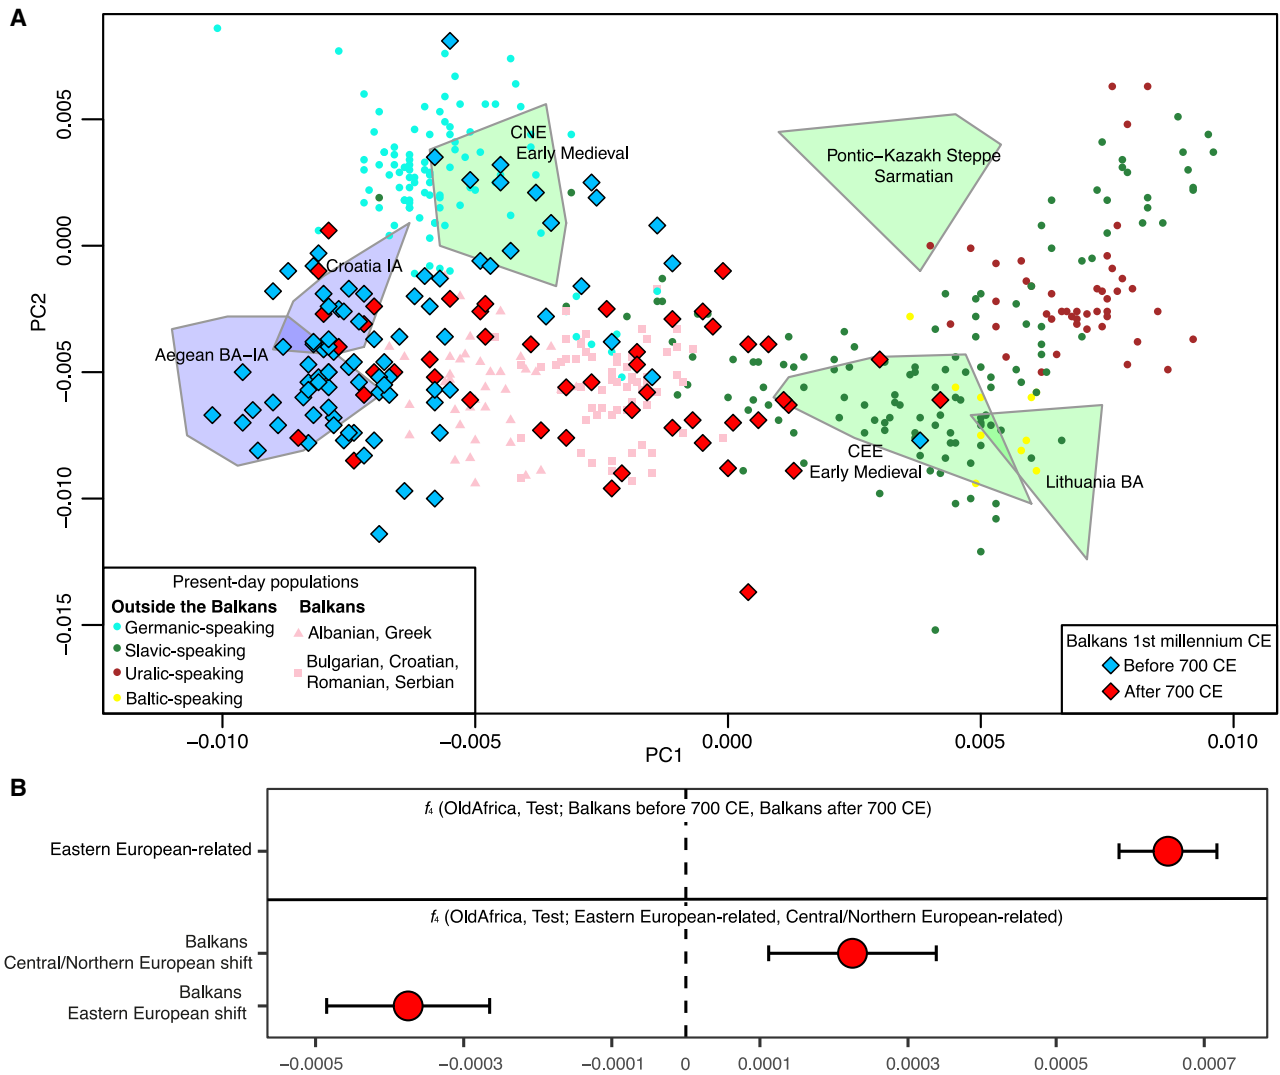 A
PC2
0.005
0.000
−0.005
−0.010
−0.015
CNE
Early Medieval
Pontic−Kazakh Steppe
Sarmatian
Croatia IA
Aegean BA−IA
CEE
Early Medieval
Lithuania BA
Present-day populations
Outside the Balkans
Balkans
Germanic-speaking
Slavic-speaking
Uralic-speaking
Baltic-speaking
Albanian, Greek
Bulgarian, Croatian,
Romanian, Serbian
Balkans 1st millennium CE
Before 700 CE
After 700 CE
−0.010
−0.005
0.000
0.005
0.010
PC1
B
f4 (OldAfrica, Test; Balkans before 700 CE, Balkans after 700 CE)
Eastern European-related
f4 (OldAfrica, Test; Eastern European-related, Central/Northern European-related)
Balkans
Central/Northern European shift
Balkans
Eastern European shift
−0.0005
−0.0003
−0.0001
0
0.0001
0.0003
0.0005
0.0007